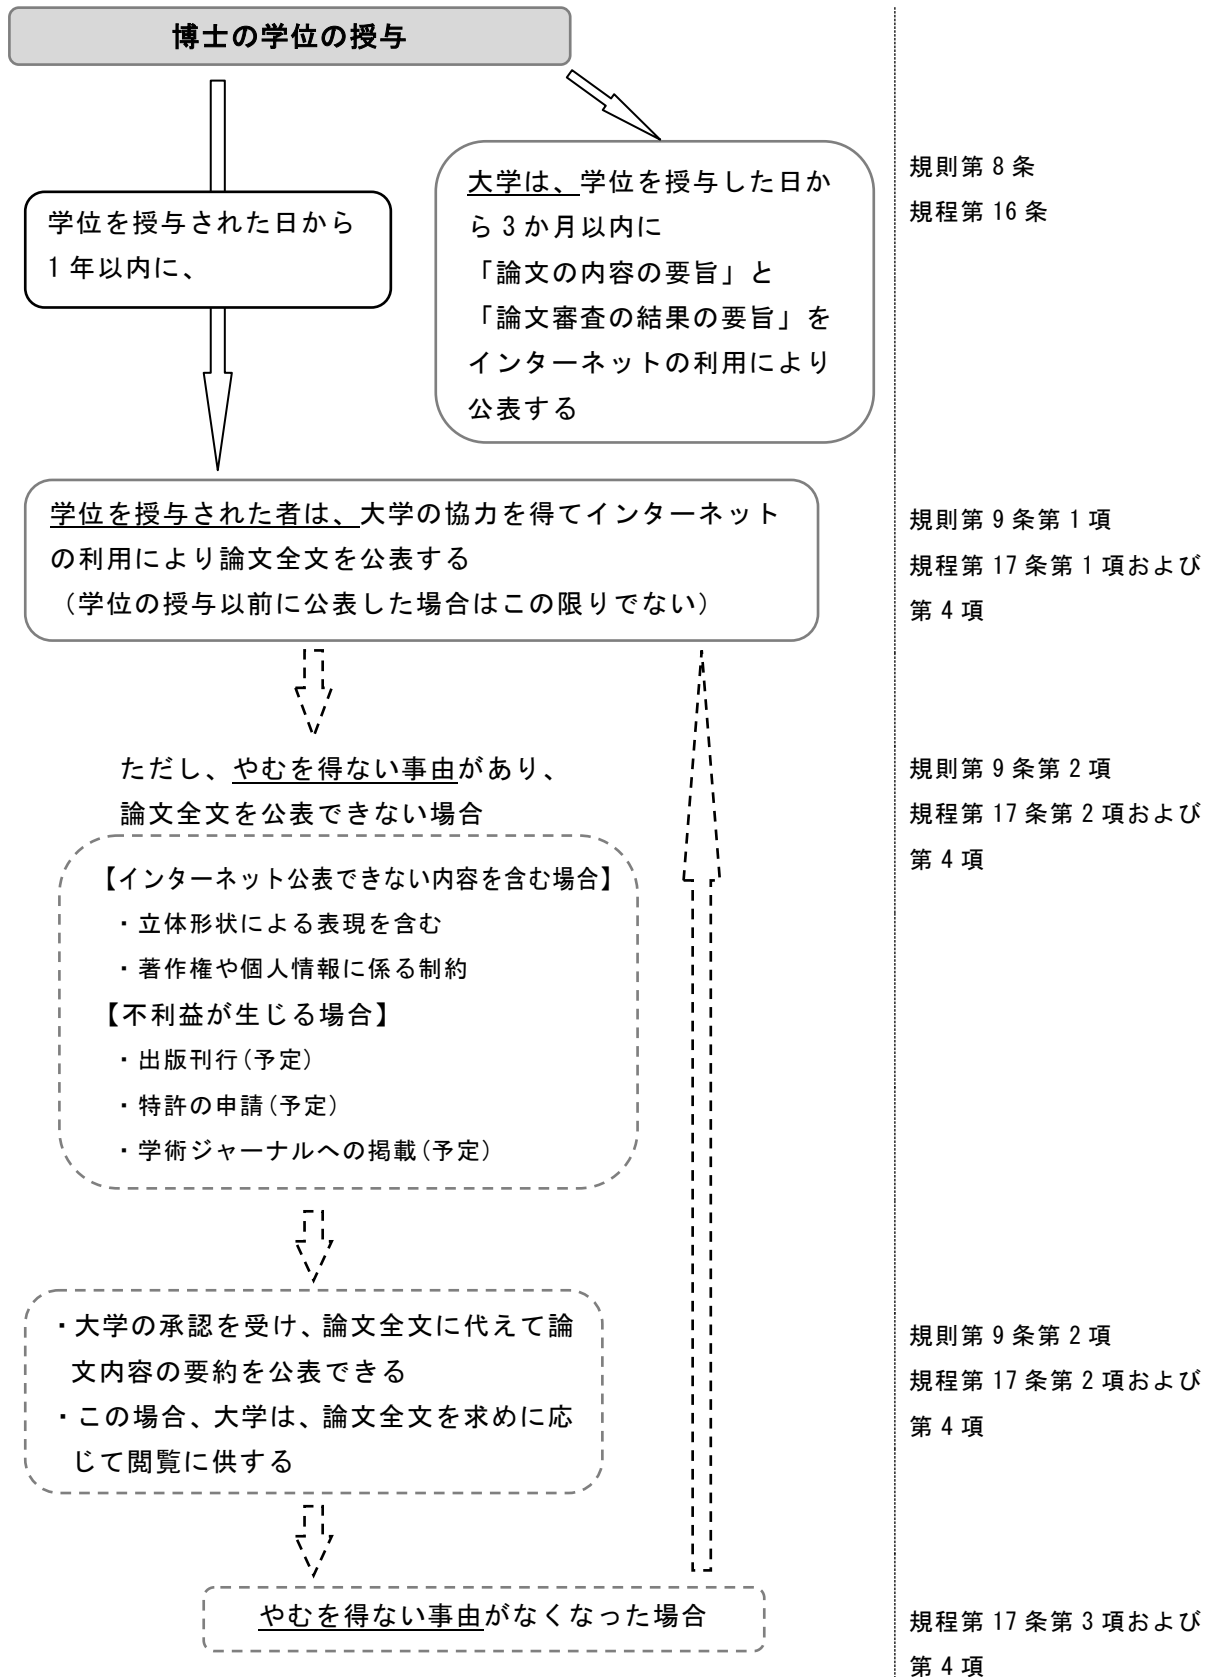 博士の学位の授与
学位を授与された日から
1年以内に、
大学は、学位を授与した日か
ら3か月以内に
「論文の内容の要旨」と
「論文審査の結果の要旨」を
インターネットの利用により
公表する
規則第8条
規程第16条
学位を授与された者は、大学の協力を得てインターネット
の利用により論文全文を公表する
（学位の授与以前に公表した場合はこの限りでない）
規則第9条第1項
規程第17条第1項および
第4項
ただし、やむを得ない事由があり、
論文全文を公表できない場合
規則第9条第2項
規程第17条第2項および
第4項
【インターネット公表できない内容を含む場合】
・立体形状による表現を含む
・著作権や個人情報に係る制約
【不利益が生じる場合】
・出版刊行(予定)
・特許の申請(予定)
・学術ジャーナルへの掲載(予定)
・大学の承認を受け、論文全文に代えて論
文内容の要約を公表できる
・この場合、大学は、論文全文を求めに応
じて閲覧に供する
規則第9条第2項
規程第17条第2項および
第4項
やむを得ない事由がなくなった場合
規程第17条第3項および
第4項